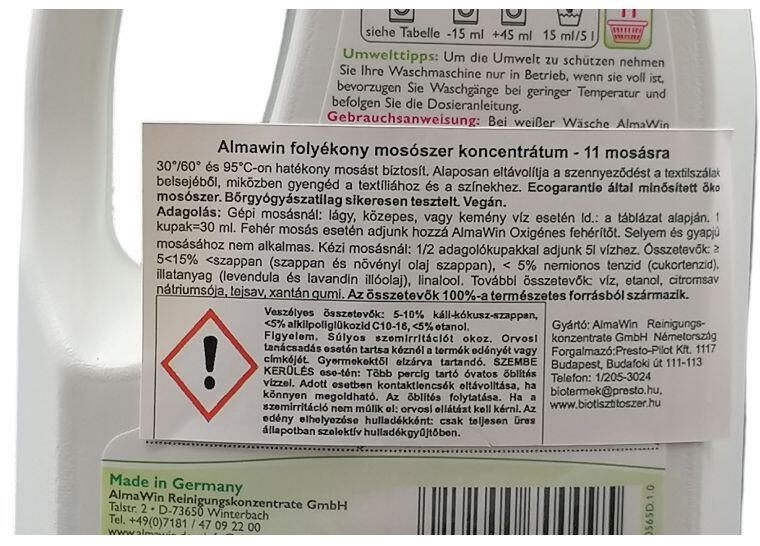 siehe Tabelle -15 ml +45 ml 15 ml/5 l
11
Umwelttipps: Um die Umwelt zu schützen nehmen
Sie Ihre Waschmaschine nur in Betrieb, wenn sie voll ist,
bevorzugen Sie Waschgänge bei geringer Temperatur und
befolgen Sie die Dosieranleitung.
Gebrauchsanweisung: Bei weißer Wäsche AlmaWin
Almawin folyékony mosószer koncentrátum - 11 mosásra
30°/60° és 95°C-on hatékony mosást biztosít. Alaposan eltávolítja a szennyeződést a textilszálak
belsejéből, miközben gyengéd a textíliához és a színekhez. Ecogarantie által minősített öko
mosószer. Bőrgyógyászatilag sikeresen tesztelt. Vegán.
Adagolás: Gépi mosásnál: lágy, közepes, vagy kemény víz esetén ld.: a táblázat alapján. 1
kupak=30 ml. Fehér mosás esetén adjunk hozzá AlmaWin Oxigénes fehérítőt. Selyem és gyapjú
mosásához nem alkalmas. Kézi mosásnál: 1/2 adagolókupakkal adjunk 5l vízhez. Összetevők: ≥
5<15% <szappan (szappan és növényi olaj szappan), < 5% nemionos tenzid (cukortenzid),
illatanyag (levendula és lavandin illóolaj), linalool. További összetevők: víz, etanol, citromsav
nátriumsója, tejsav, xantán gumi. Az összetevők 100%-a természetes forrásból származik.
Veszélyes összetevők: 5-10% káli-kókusz-szappan,
<5% alkilpoliglükozid C10-16, <5% etanol.
Figyelem. Súlyos szemirritációt okoz. Orvosi
tanácsadás esetén tartsa kéznél a termék edényét vagy
címkéjét. Gyermekektől elzárva tartandó. SZEMBE
KERÜLÉS ese-tén: Több percig tartó óvatos öblítés
vízzel. Adott esetben kontaktlencsék eltávolítása, ha
könnyen megoldható. Az öblítés folytatása. Ha a
szemirritáció nem múlik el: orvosi ellátást kell kérni. Az
edény elhelyezése hulladékként: csak teljesen üres
állapotban szelektív hulladékgyűjtőben.
Gyártó: AlmaWin Reinigungs-
konzentrate GmbH Németország
Forgalmazó:Presto-Pilot Kft. 1117
Budapest, Budafoki út 111-113
Telefon: 1/205-3024
biotermek@presto.hu,
www.biotisztitoszer.hu
Made in Germany
AlmaWin Reinigungskonzentrate GmbH
Talstr. 2 • D-73650 Winterbach
Tel. +49(0)7181 / 47 09 22 00
0565D.1.0